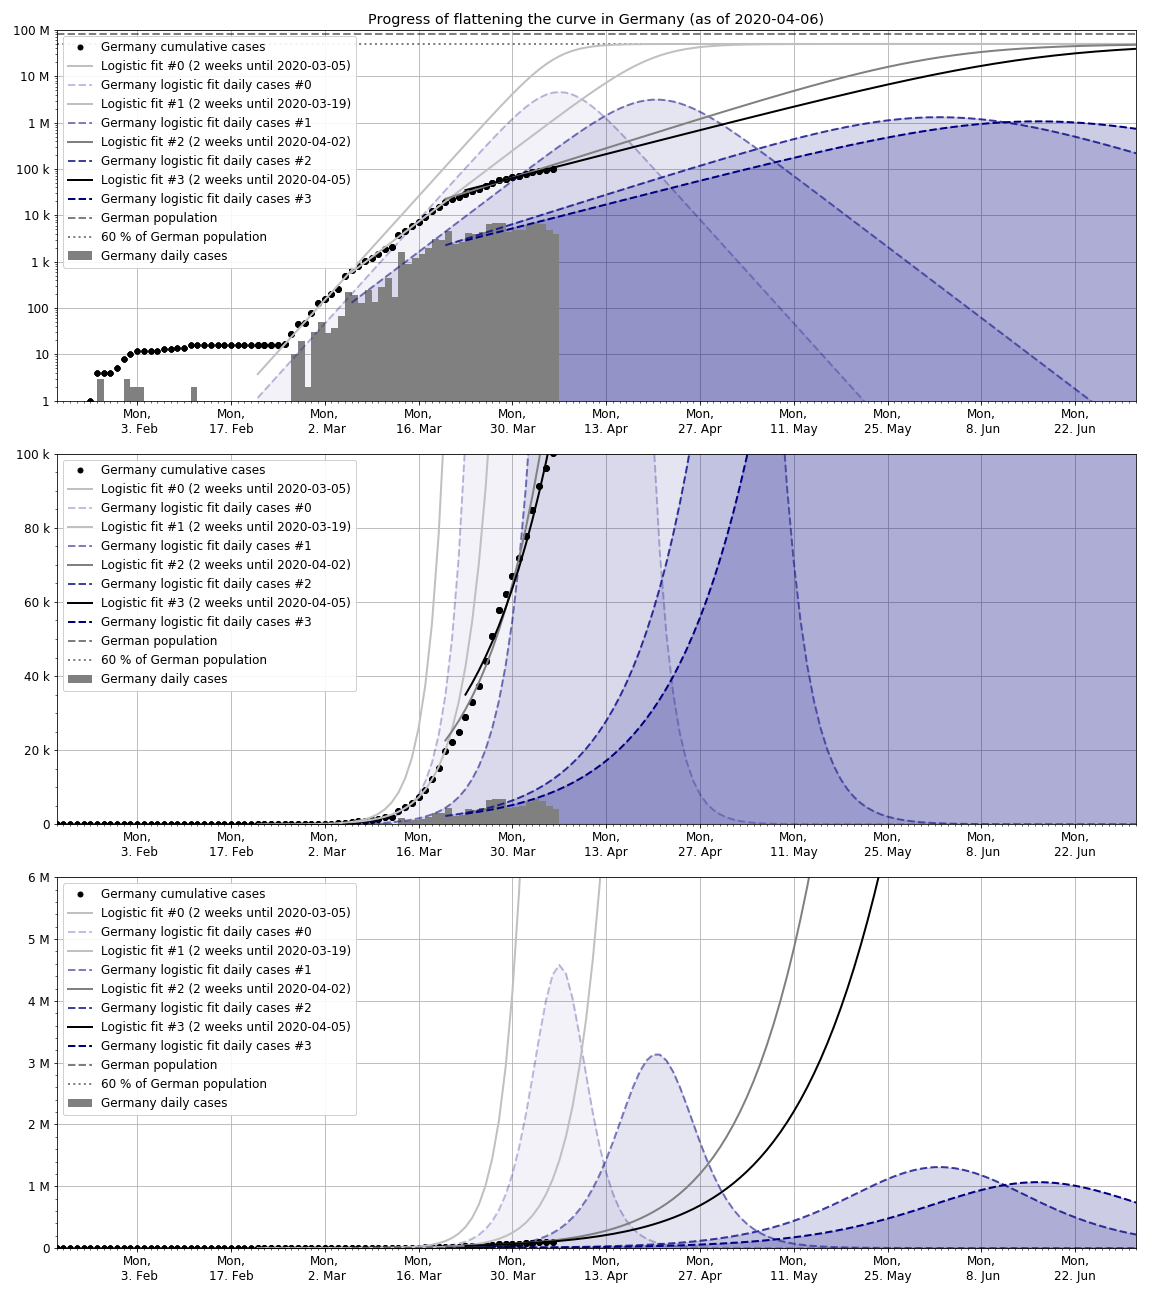 Progress of flattening the curve in Germany (as of 2020-04-06)
100 M
10 M
1 M
100 k
10 k
1 k
100
10
1
Germany cumulative cases
Logistic fit #0 (2 weeks until 2020-03-05)
Germany logistic fit daily cases #0
Logistic fit #1 (2 weeks until 2020-03-19)
Germany logistic fit daily cases #1
Logistic fit #2 (2 weeks until 2020-04-02)
Germany logistic fit daily cases #2
Logistic fit #3 (2 weeks until 2020-04-05)
Germany logistic fit daily cases #3
German population
60 % of German population
Germany daily cases
Mon, Mon, Mon, Mon, Mon, Mon, Mon, Mon, Mon, Mon, Mon,
3. Feb 17. Feb 2. Mar 16. Mar 30. Mar 13. Apr 27. Apr 11. May 25. May 8. Jun 22. Jun
100 k
80 k
60 k
40 k
20 k
0
Germany cumulative cases
Logistic fit #0 (2 weeks until 2020-03-05)
Germany logistic fit daily cases #0
Logistic fit #1 (2 weeks until 2020-03-19)
Germany logistic fit daily cases #1
Logistic fit #2 (2 weeks until 2020-04-02)
Germany logistic fit daily cases #2
Logistic fit #3 (2 weeks until 2020-04-05)
Germany logistic fit daily cases #3
German population
60 % of German population
Germany daily cases
Mon, Mon, Mon, Mon, Mon, Mon, Mon, Mon, Mon, Mon, Mon,
3. Feb 17. Feb 2. Mar 16. Mar 30. Mar 13. Apr 27. Apr 11. May 25. May 8. Jun 22. Jun
6 M
5 M
4 M
3 M
2 M
1 M
0
Germany cumulative cases
Logistic fit #0 (2 weeks until 2020-03-05)
Germany logistic fit daily cases #0
Logistic fit #1 (2 weeks until 2020-03-19)
Germany logistic fit daily cases #1
Logistic fit #2 (2 weeks until 2020-04-02)
Germany logistic fit daily cases #2
Logistic fit #3 (2 weeks until 2020-04-05)
Germany logistic fit daily cases #3
German population
60 % of German population
Germany daily cases
Mon, Mon, Mon, Mon, Mon, Mon, Mon, Mon, Mon, Mon, Mon,
3. Feb 17. Feb 2. Mar 16. Mar 30. Mar 13. Apr 27. Apr 11. May 25. May 8. Jun 22. Jun